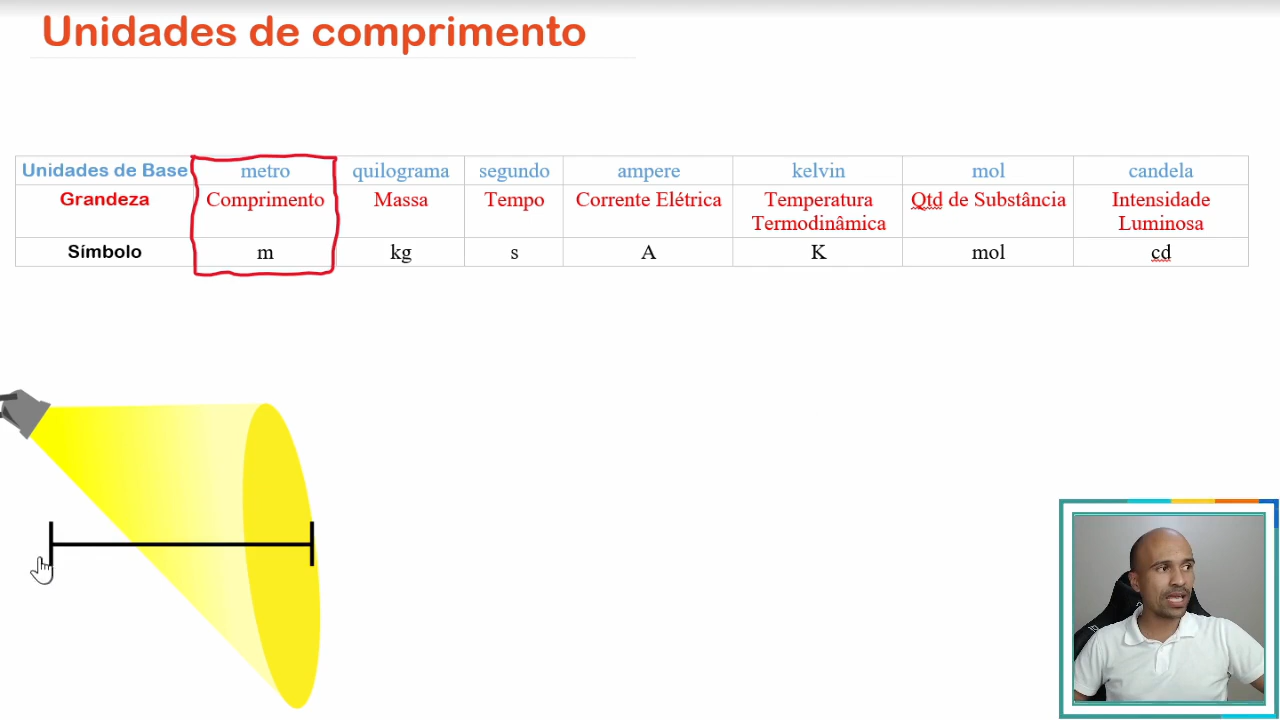 Unidades de comprimento
Unidades de Base metro quilograma segundo ampere kelvin mol candela
Grandeza Comprimento Massa Tempo Corrente Elétrica Temperatura Termodinâmica Qtd de Substância Intensidade Luminosa
Símbolo m kg s A K mol cd